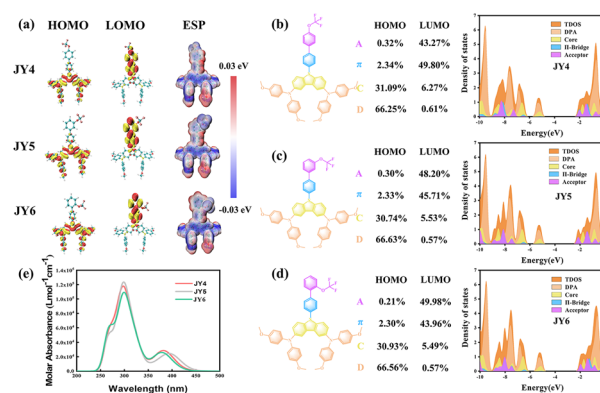 (a) HOMO LOMO ESP
JY4
JY5
JY6
0.03 eV
-0.03 eV
(b) HOMO LUMO
A 0.32% 43.27%
π 2.34% 49.80%
C 31.09% 6.27%
D 66.25% 0.61%
Density of states
TDOS
DPA
Core
Π-Bridge
Acceptor
JY4
Energy(eV)
(c) HOMO LUMO
A 0.30% 48.20%
π 2.33% 45.71%
C 30.74% 5.53%
D 66.63% 0.57%
Density of states
TDOS
DPA
Core
Π-Bridge
Acceptor
JY5
Energy(eV)
(d) HOMO LUMO
A 0.21% 49.98%
π 2.30% 43.96%
C 30.93% 5.49%
D 66.56% 0.57%
Density of states
TDOS
DPA
Core
Π-Bridge
Acceptor
JY6
Energy(eV)
(e)
Molar Absorbance (Lmol⁻¹cm⁻¹)
JY4
JY5
JY6
200 250 300 350 400 450 500
Wavelength (nm)